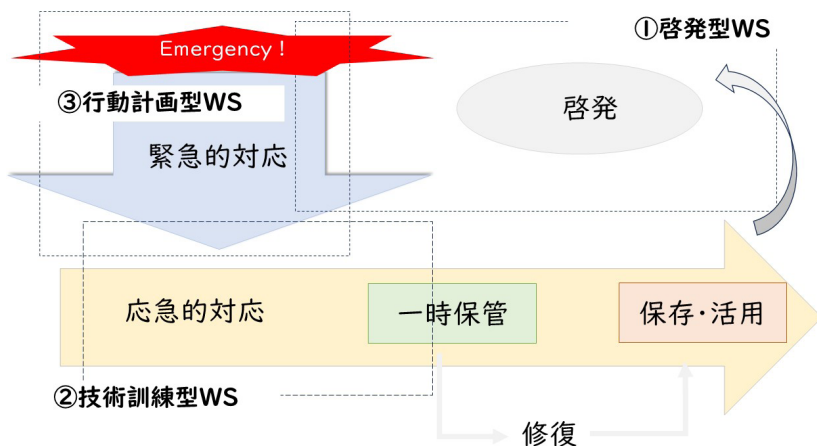 ①啓発型WS
Emergency！
③行動計画型WS
啓発
緊急的対応
応急的対応
一時保管
保存・活用
②技術訓練型WS
修復